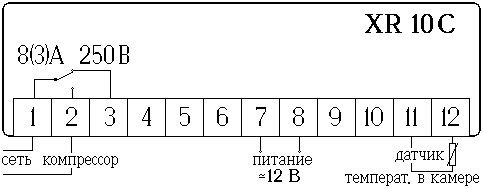 XR 10C
8(3)A 250В
1 2 3 4 5 6 7 8 9 10 11 12
сеть компрессор питание датчик
≃12 В температ. в камере